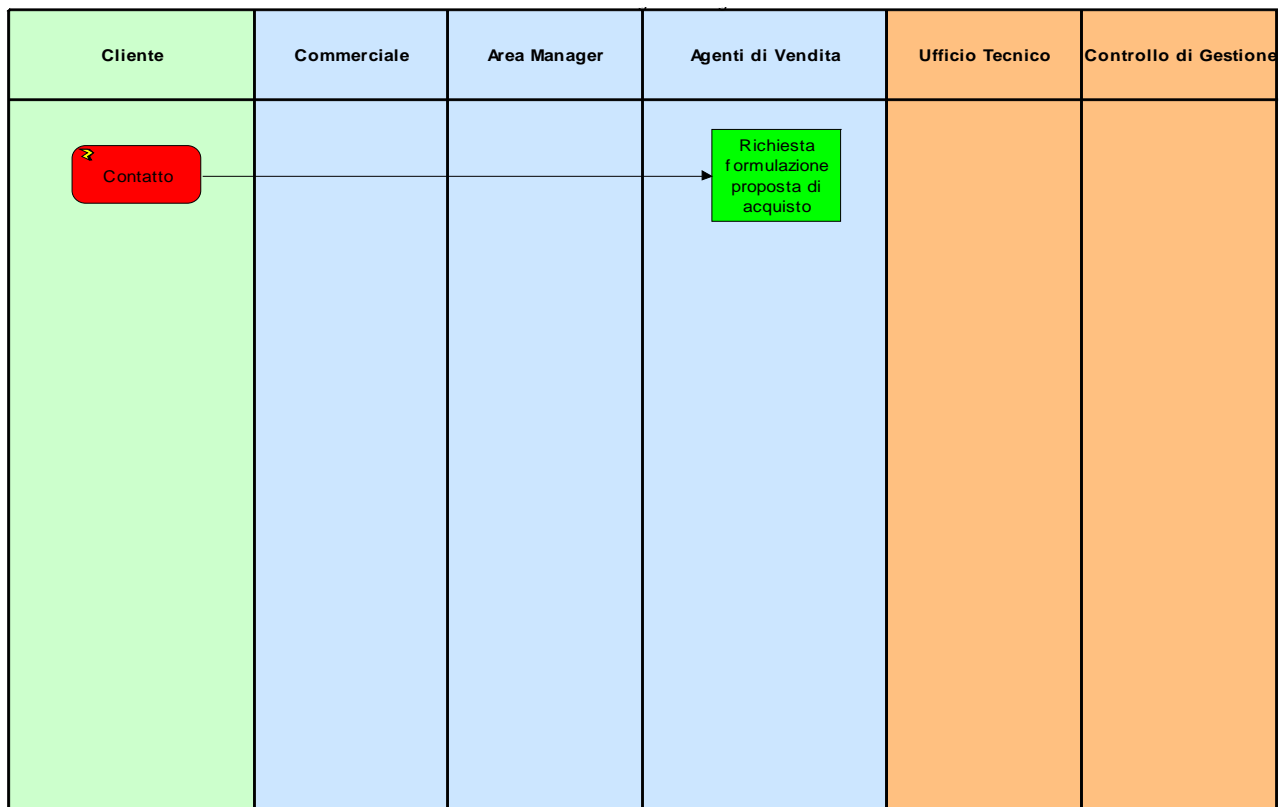 Cliente
Commerciale
Area Manager
Agenti di Vendita
Ufficio Tecnico
Controllo di Gestione
Contatto
Richiesta
formulazione
proposta di
acquisto